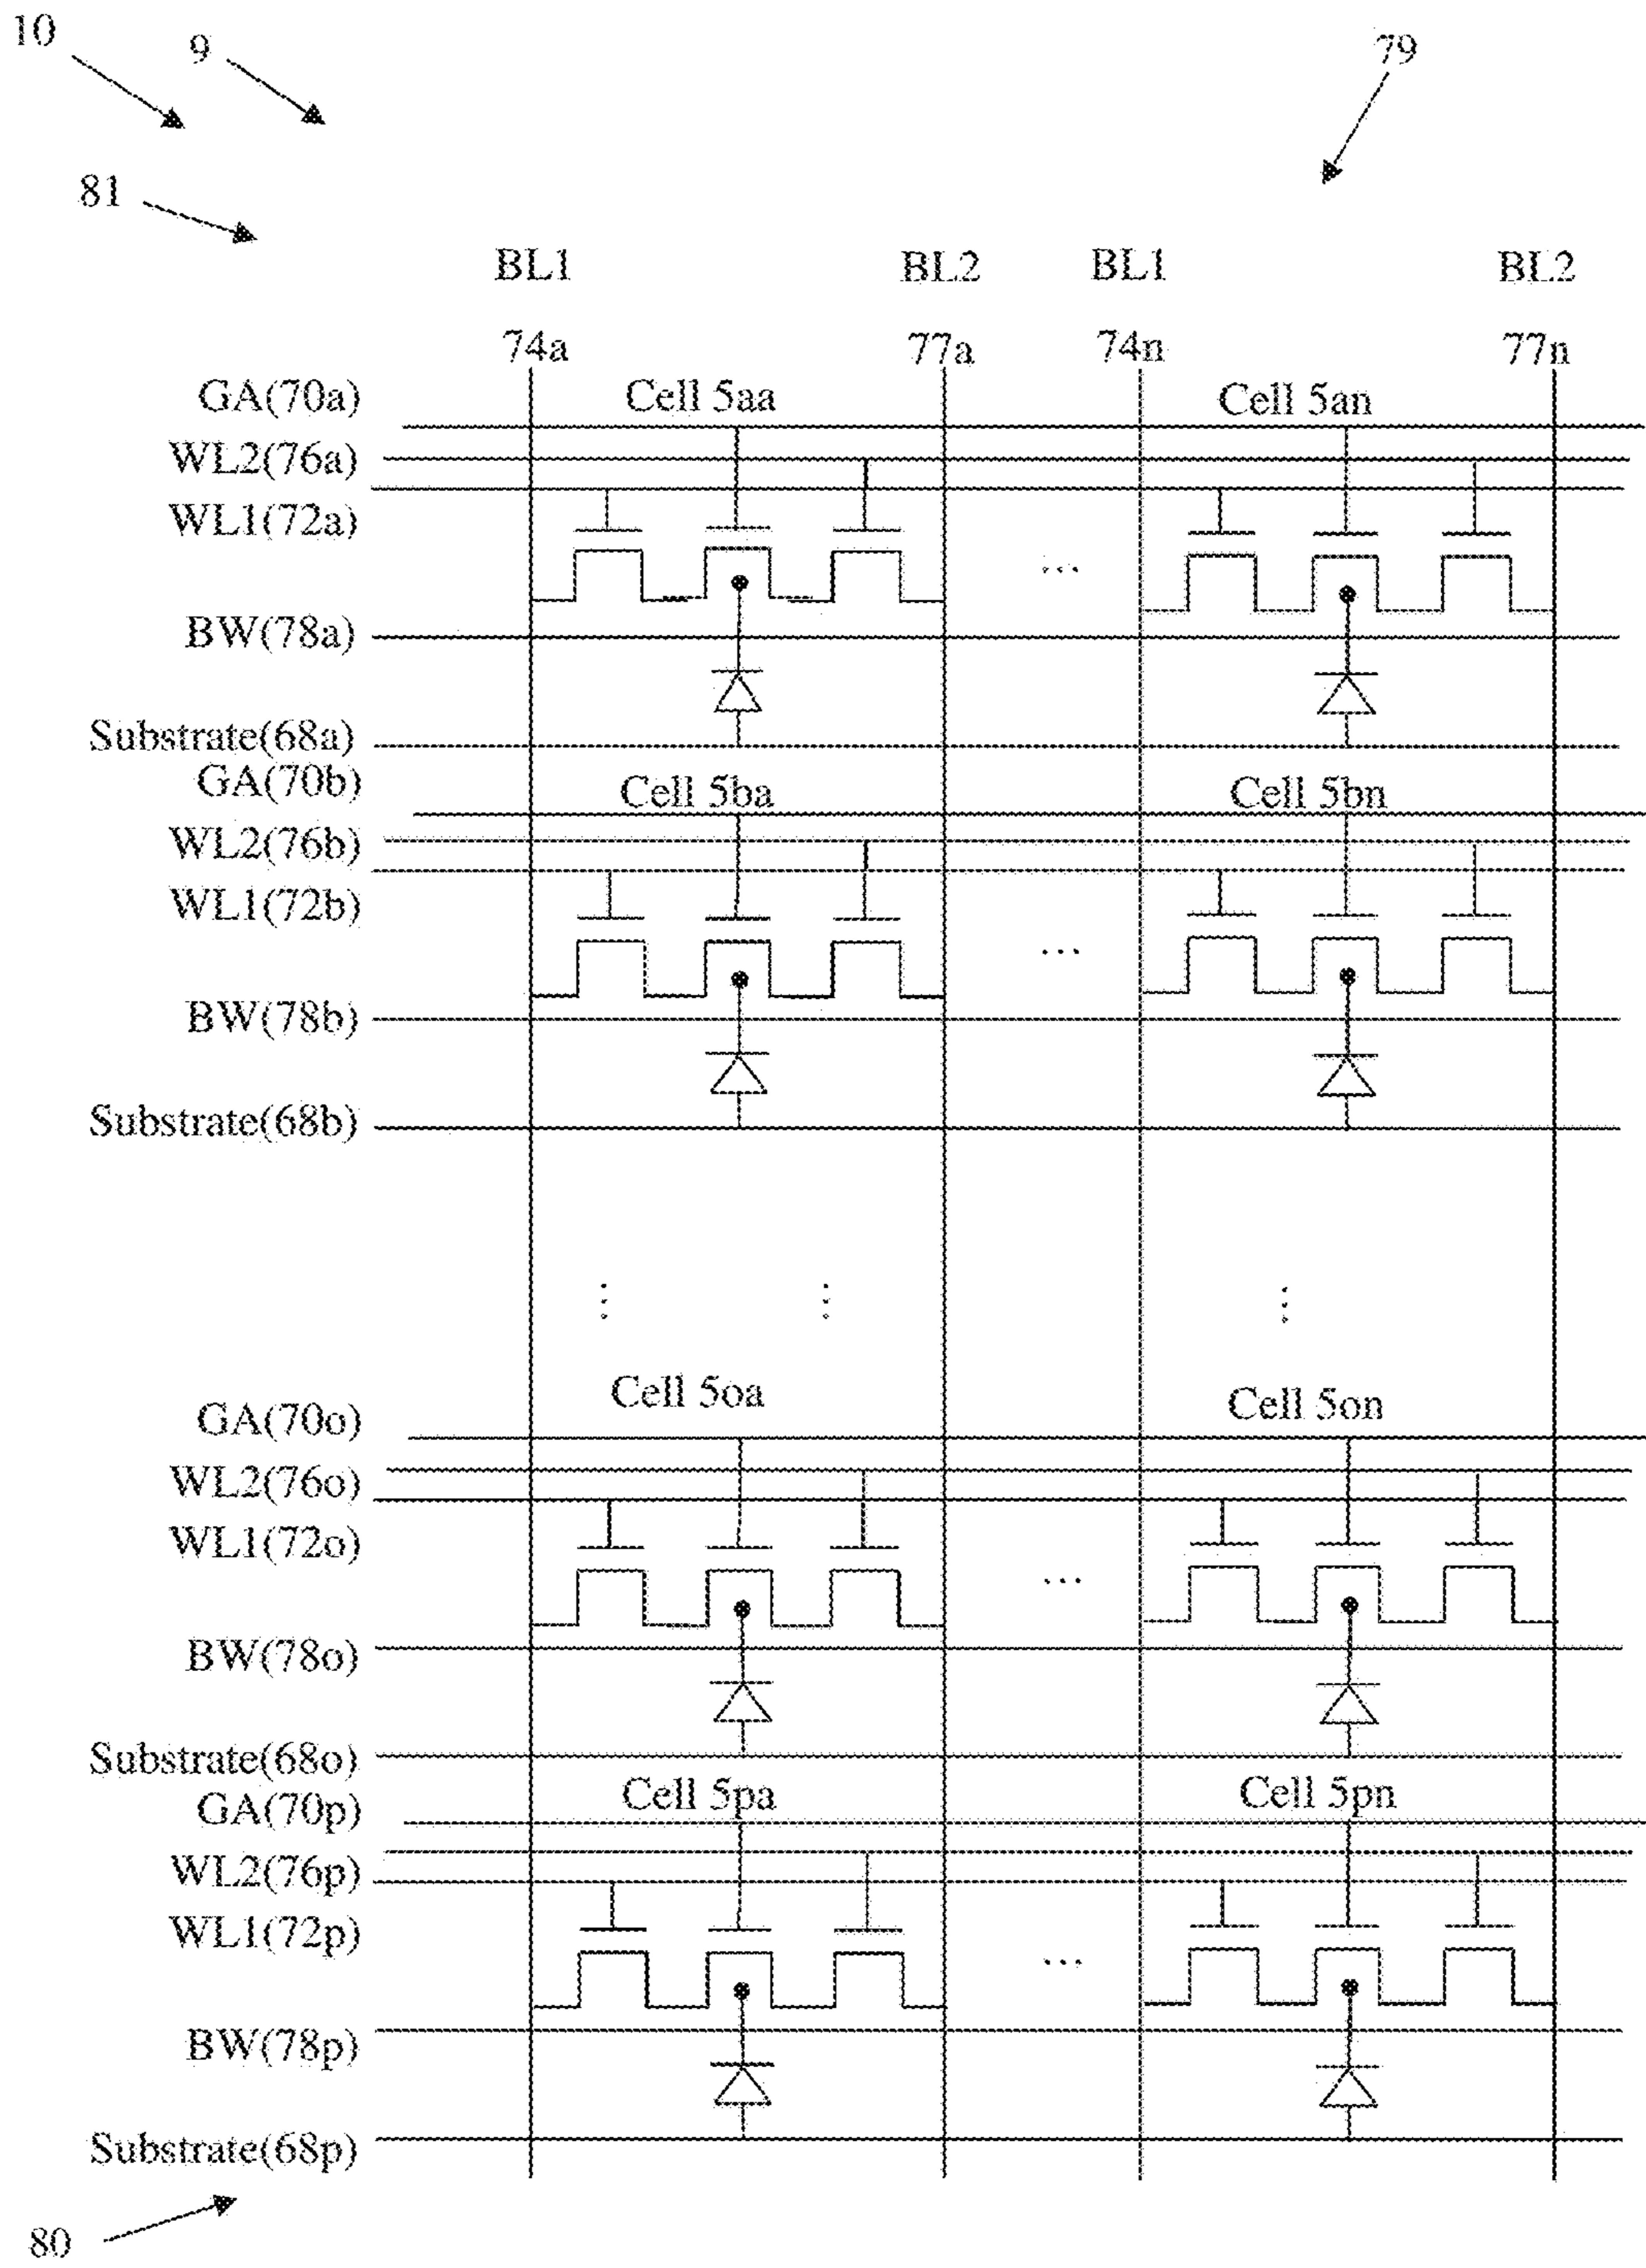 10
9
79
81
BL1 BL2 BL1 BL2
74a 77a 74n 77n
GA(70a) Cell 5aa Cell 5an
WL2(76a)
WL1(72a)
...
BW(78a)
Substrate(68a)
GA(70b) Cell 5ba Cell 5bn
WL2(76b)
WL1(72b)
...
BW(78b)
Substrate(68b)
GA(70o) Cell 5oa Cell 5on
WL2(76o)
WL1(72o)
...
BW(78o)
Substrate(68o)
GA(70p) Cell 5pa Cell 5pn
WL2(76p)
WL1(72p)
...
BW(78p)
Substrate(68p)
80